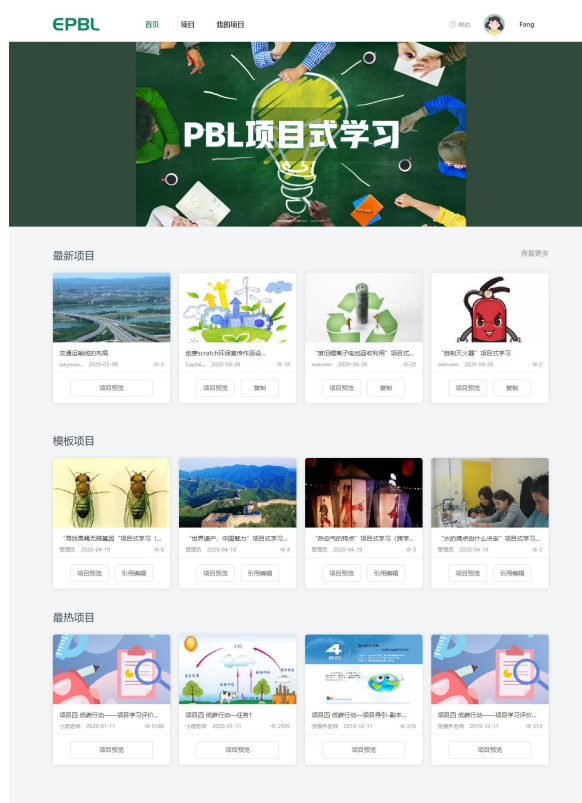 EPBL 首页 项目 我的项目 帮助 Fang
PBL项目式学习
最新项目 查看更多
交通运输线的布局
weyoun... 2020-05-08 3
项目预览
创意scratch环保宣传作品设...
Captai... 2020-04-28 18
项目预览 复制
"废旧锂离子电池回收利用" 项目式...
wenwen 2020-04-26 22
项目预览 复制
"自制灭火器" 项目式学习
wenwen 2020-04-26 2
项目预览 复制
模板项目
"寻找果蝇无眼基因 "项目式学习（...
管理员 2020-04-19 9
项目预览 引用编辑
"世界遗产，中国魅力" 项目式学习...
管理员 2020-04-19 4
项目预览 引用编辑
"热空气的特点" 项目式学习（跨学...
管理员 2020-04-19 3
项目预览 引用编辑
"水的沸点由什么决定" 项目式学习...
管理员 2020-04-19 3
项目预览 引用编辑
最热项目
项目四 低碳行动——项目学习评价...
小鹿老师 2020-01-11 5188
项目预览
CO₂
项目四 低碳行动—任务1
小鹿老师 2020-01-11 2595
项目预览
4
项目四 低碳行动—项目导引-副本...
老师 2019-12-11 276
项目预览
项目四 低碳行动——项目学习评价...
老师 2019-12-11 213
项目预览